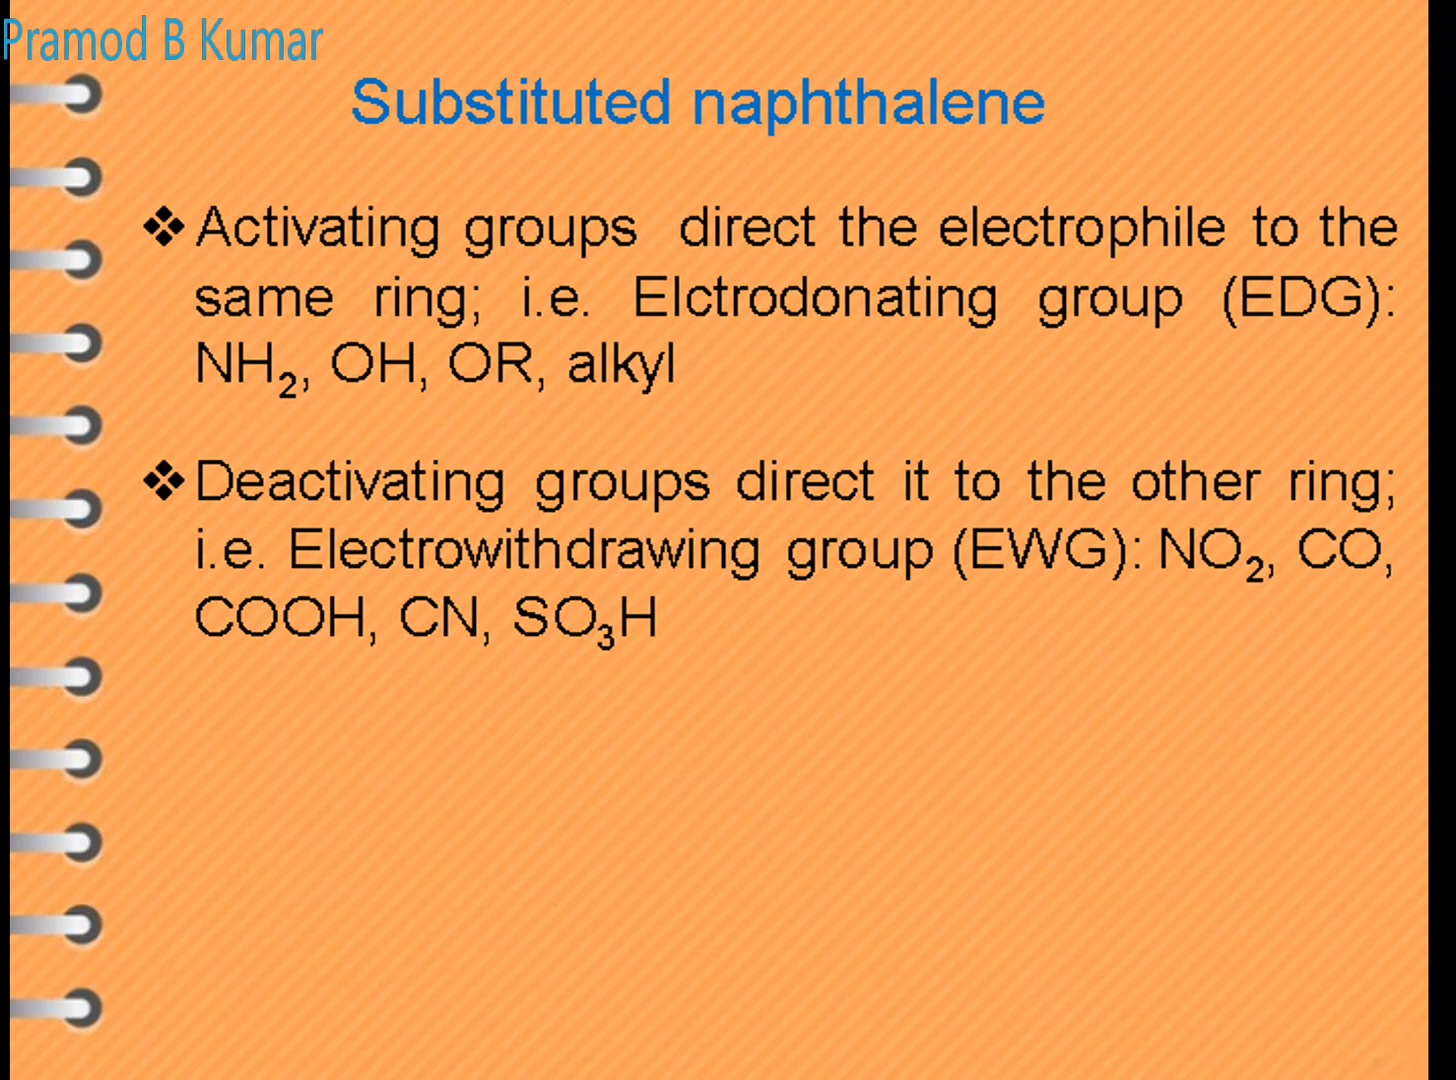 Pramod B Kumar
Substituted naphthalene
❖ Activating groups direct the electrophile to the
same ring; i.e. Elctrodonating group (EDG):
NH₂, OH, OR, alkyl
❖ Deactivating groups direct it to the other ring;
i.e. Electrowithdrawing group (EWG): NO₂, CO,
COOH, CN, SO₃H